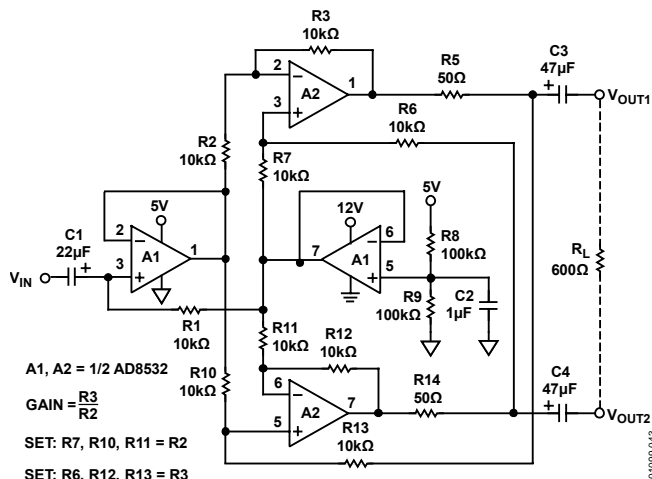 R3
10kΩ
2
A2
1
3
R5
50Ω
C3
47µF
VOUT1
R6
10kΩ
R2
10kΩ
R7
10kΩ
5V
2
A1
1
3
C1
22µF
VIN
12V
7
A1
6
5
5V
R8
100kΩ
R9
100kΩ
C2
1µF
RL
600Ω
R1
10kΩ
R11
10kΩ
R12
10kΩ
R10
10kΩ
6
A2
7
5
R14
50Ω
C4
47µF
VOUT2
R13
10kΩ
A1, A2 = 1/2 AD8532
GAIN = R3
R2
SET: R7, R10, R11 = R2
SET: R6, R12, R13 = R3